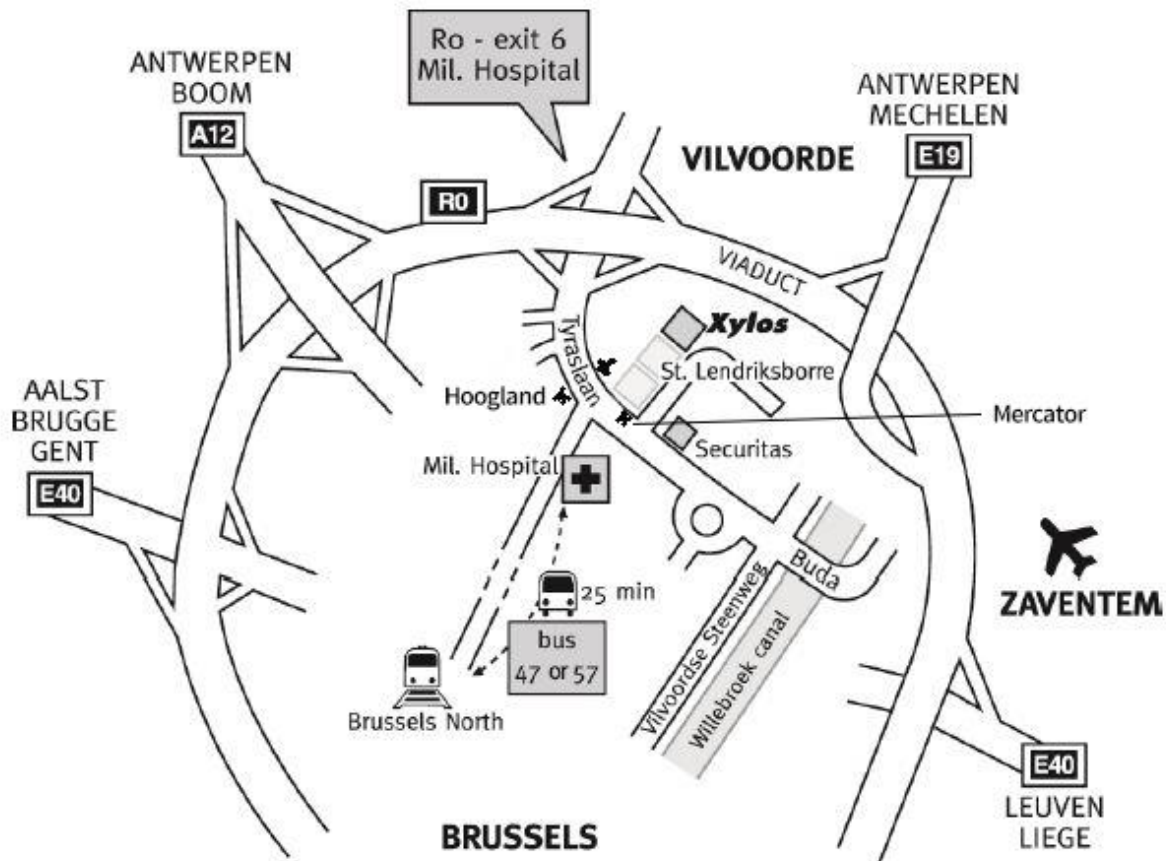 Ro - exit 6
Mil. Hospital
ANTWERPEN
BOOM
A12
ANTWERPEN
MECHELEN
E19
VILVOORDE
R0
VIADUCT
Xylos
Tyraslaan
St. Lendriksborre
Hoogland
Mercator
Securitas
AALST
BRUGGE
GENT
E40
Mil. Hospital
Buda
ZAVENTEM
25 min
bus
47 or 57
Vilvoordse Steenweg
Willebroek canal
Brussels North
E40
LEUVEN
LIEGE
BRUSSELS